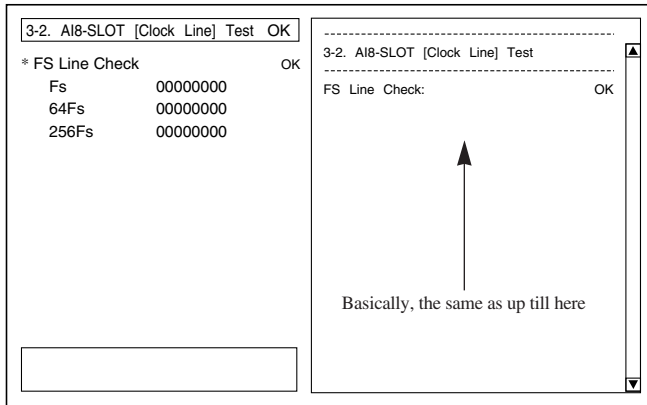 3-2. AI8-SLOT [Clock Line] Test OK
* FS Line Check OK
Fs 00000000
64Fs 00000000
256Fs 00000000
--------------------------------------------------------
3-2. AI8-SLOT [Clock Line] Test
--------------------------------------------------------
FS Line Check: OK
Basically, the same as up till here